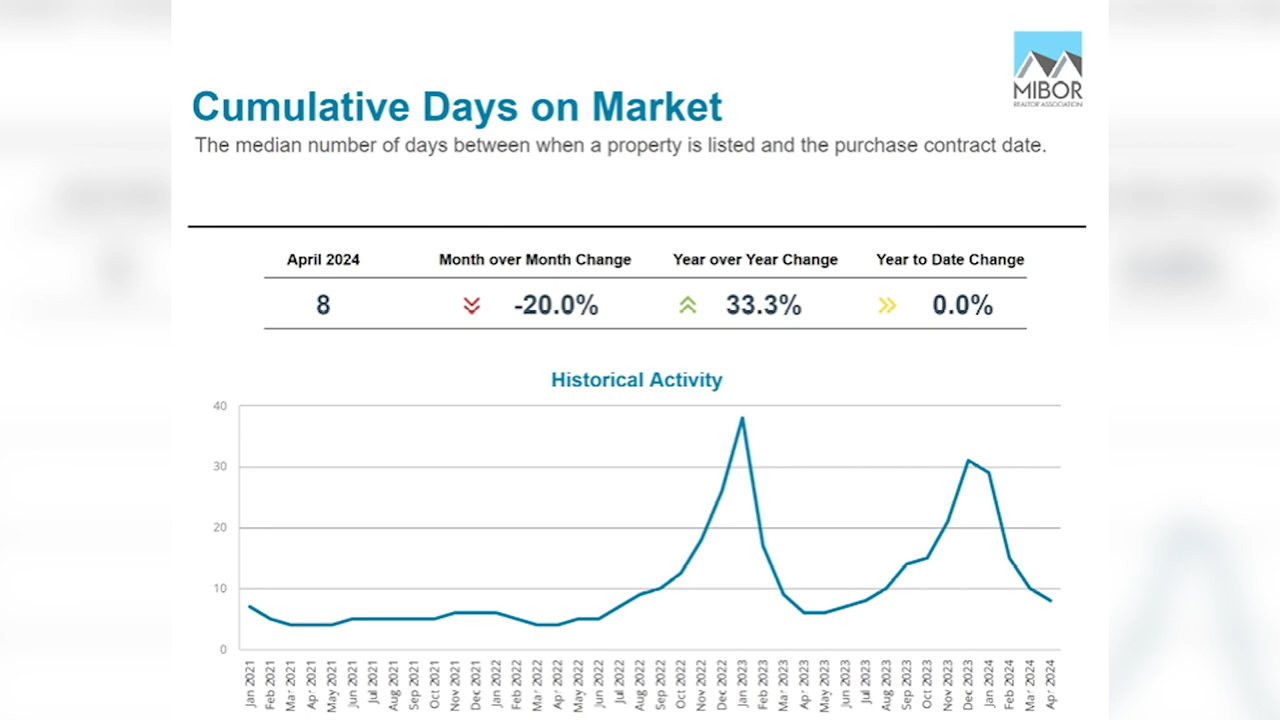 MIBOR
REALTOR ASSOCIATION
Cumulative Days on Market
The median number of days between when a property is listed and the purchase contract date.
April 2024 Month over Month Change Year over Year Change Year to Date Change
8 -20.0% 33.3% 0.0%
Historical Activity
40
30
20
10
0
Jan 2021
Feb 2021
Mar 2021
Apr 2021
May 2021
Jun 2021
Jul 2021
Aug 2021
Sep 2021
Oct 2021
Nov 2021
Dec 2021
Jan 2022
Feb 2022
Mar 2022
Apr 2022
May 2022
Jun 2022
Jul 2022
Aug 2022
Sep 2022
Oct 2022
Nov 2022
Dec 2022
Jan 2023
Feb 2023
Mar 2023
Apr 2023
May 2023
Jun 2023
Jul 2023
Aug 2023
Sep 2023
Oct 2023
Nov 2023
Dec 2023
Jan 2024
Feb 2024
Mar 2024
Apr 2024